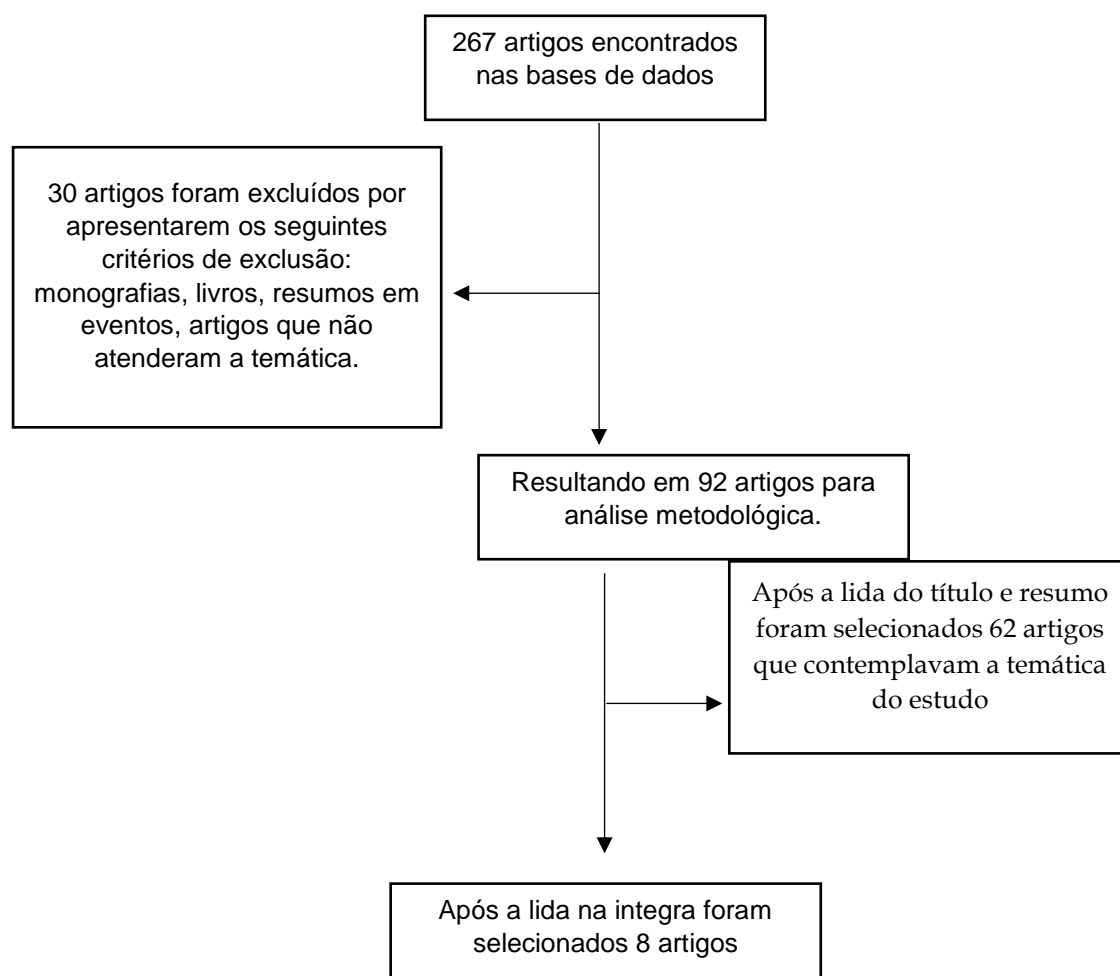 267 artigos encontrados
nas bases de dados
30 artigos foram excluídos por
apresentarem os seguintes
critérios de exclusão:
monografias, livros, resumos em
eventos, artigos que não
atenderam a temática.
Resultando em 92 artigos para
análise metodológica.
Após a lida do título e resumo
foram selecionados 62 artigos
que contemplavam a temática
do estudo
Após a lida na integra foram
selecionados 8 artigos